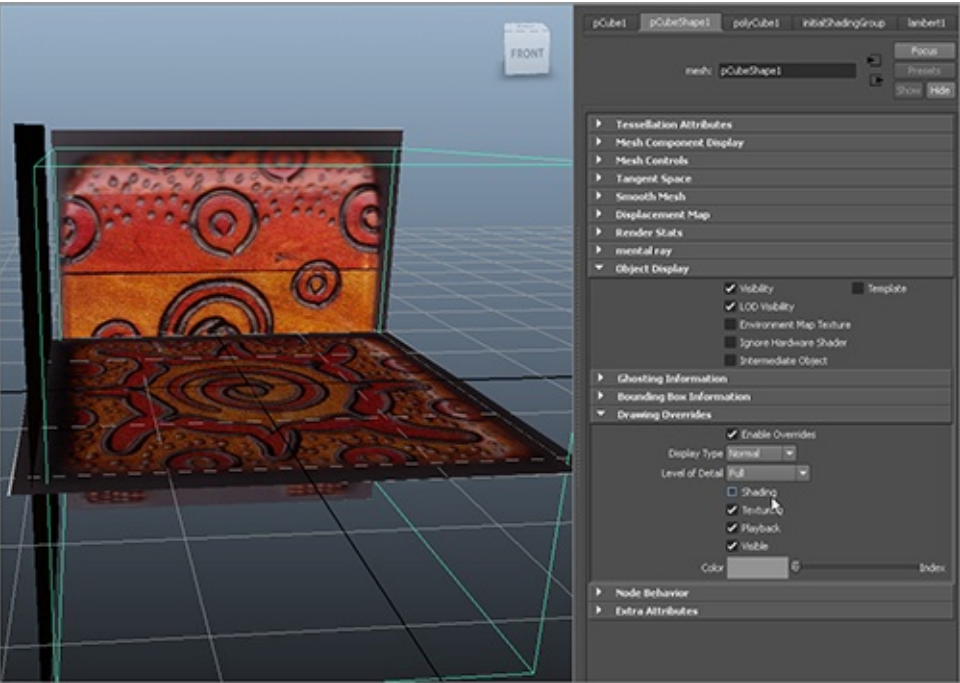 pCube1 pCubeShape1 polyCube1 initialShadingGroup lambert1
Focus
mesh: pCubeShape1
Presets
Show Hide
FRONT
Tessellation Attributes
Mesh Component Display
Mesh Controls
Tangent Space
Smooth Mesh
Displacement Map
Render Stats
mental ray
Object Display
Visibility Template
LOD Visibility
Environment Map Texture
Ignore Hardware Shader
Intermediate Object
Ghosting Information
Bounding Box Information
Drawing Overrides
Enable Overrides
Display Type Normal
Level of Detail Full
Shading
Texturing
Playback
Visible
Color Index
Node Behavior
Extra Attributes